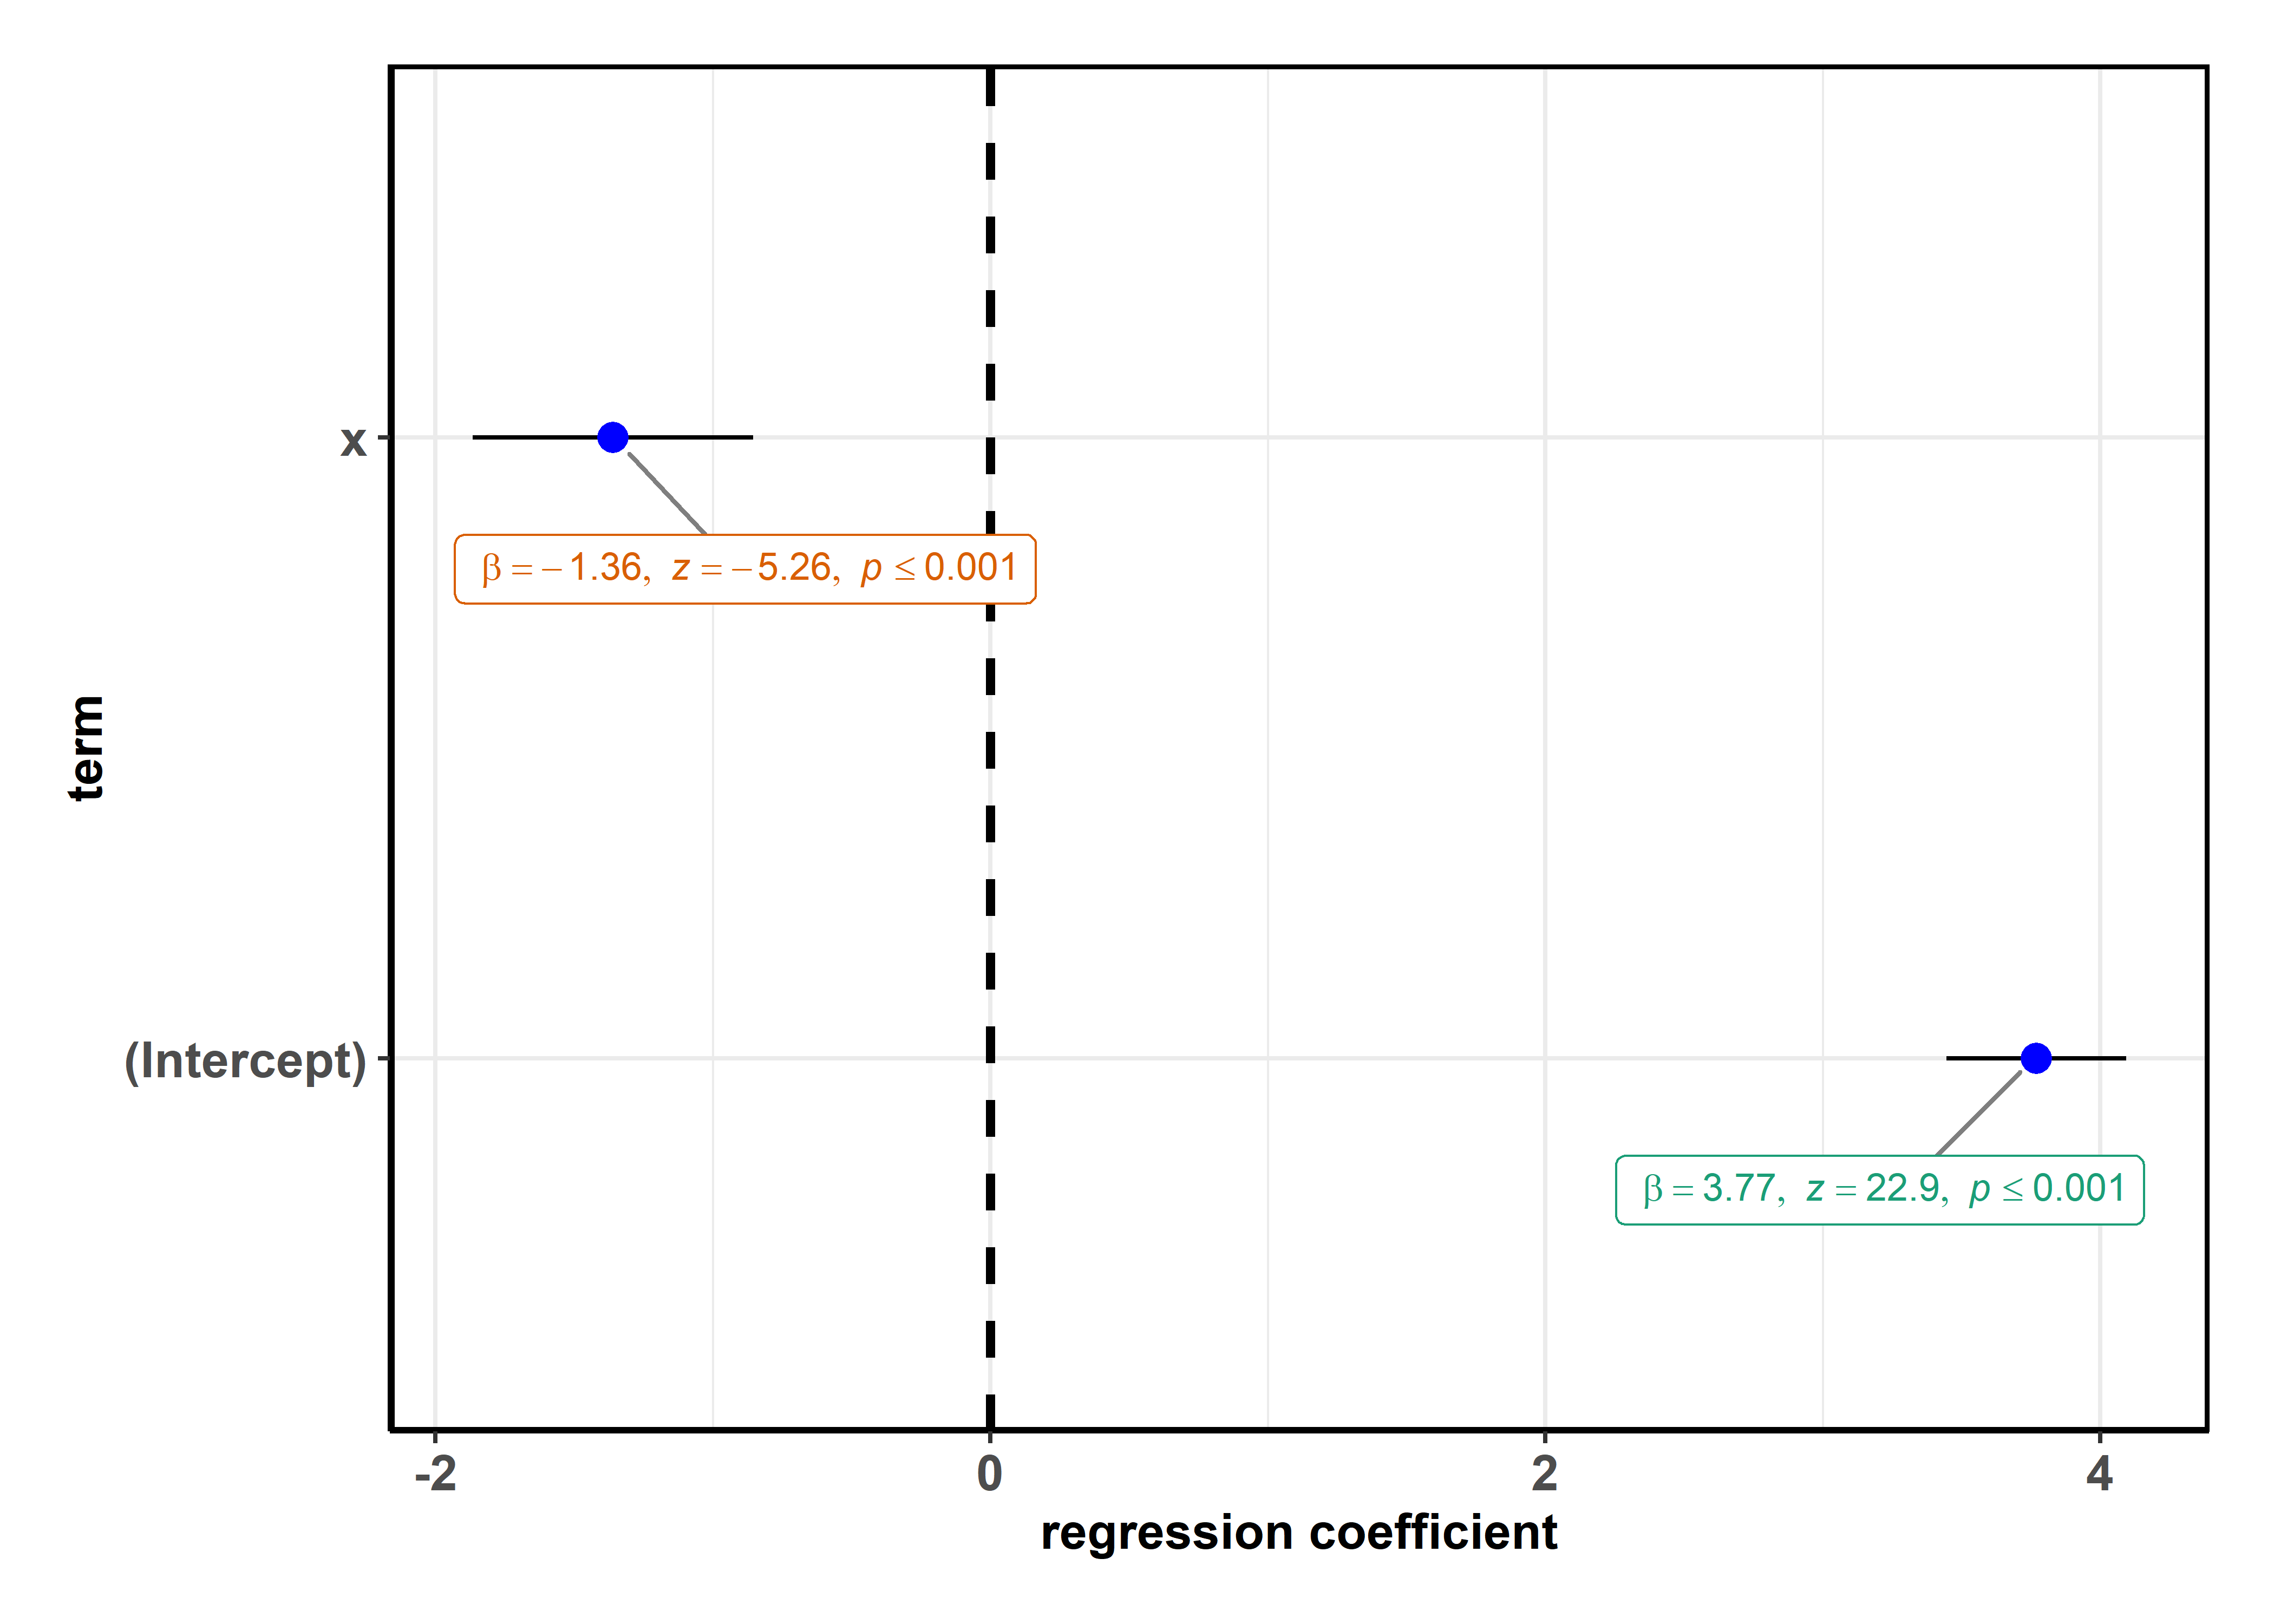 term
x
β = − 1.36, z = − 5.26, p ≤ 0.001
(Intercept)
β = 3.77, z = 22.9, p ≤ 0.001
-2 0 2 4
regression coefficient